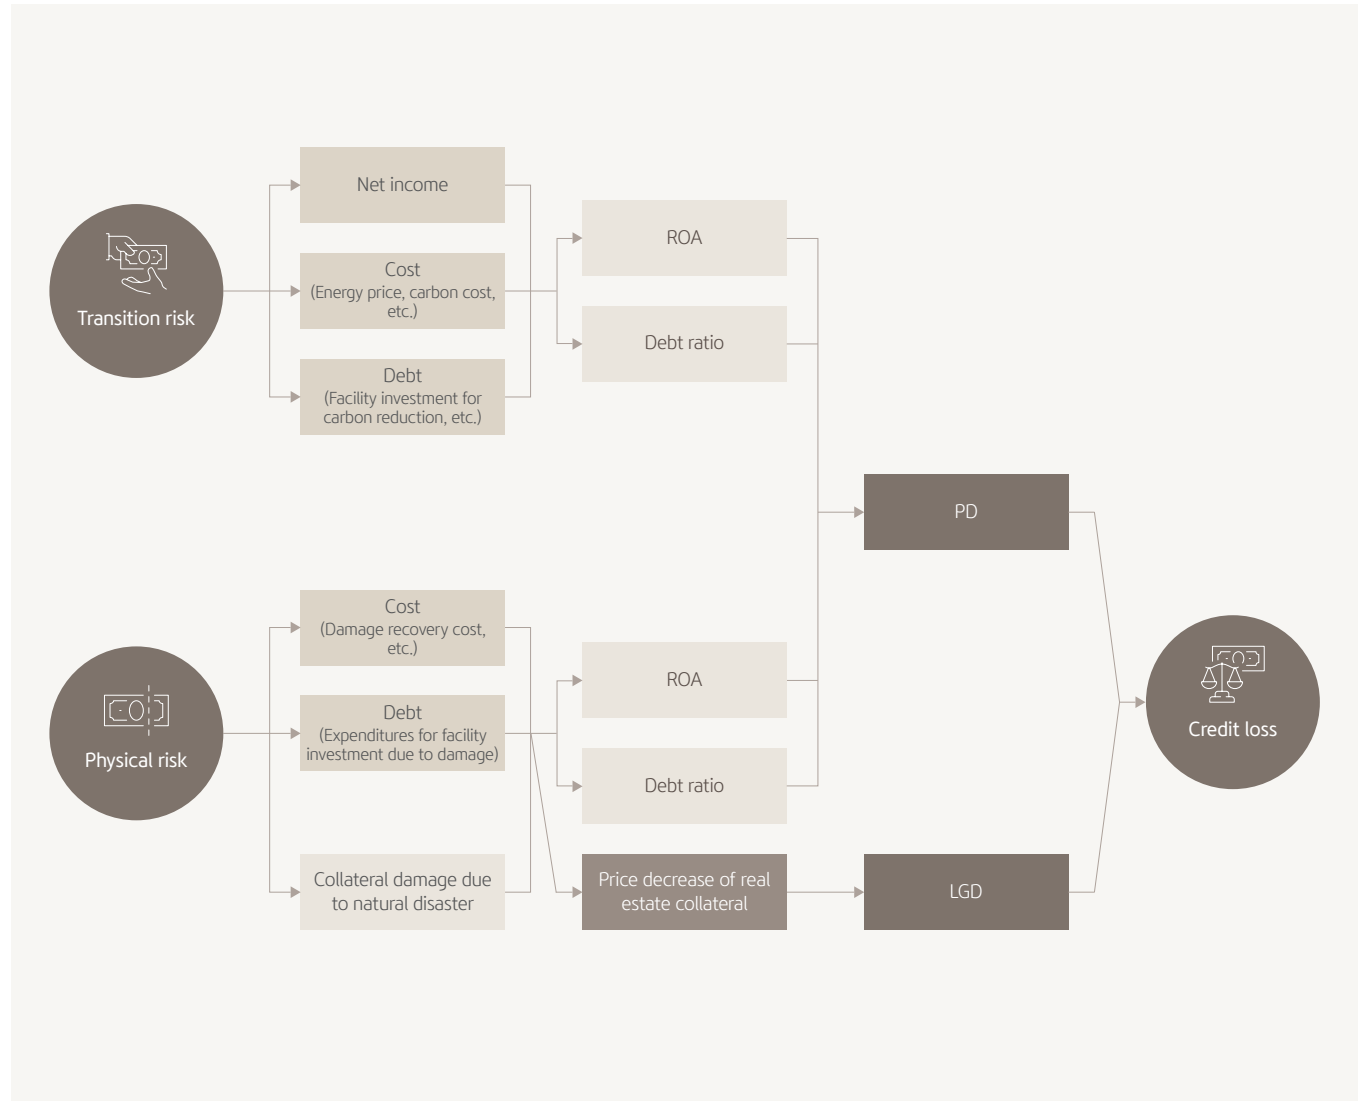 Transition risk
Net income
Cost
(Energy price, carbon cost,
etc.)
Debt
(Facility investment for
carbon reduction, etc.)
ROA
Debt ratio
PD
Physical risk
Cost
(Damage recovery cost,
etc.)
Debt
(Expenditures for facility
investment due to damage)
Collateral damage due
to natural disaster
ROA
Debt ratio
Price decrease of real
estate collateral
LGD
Credit loss